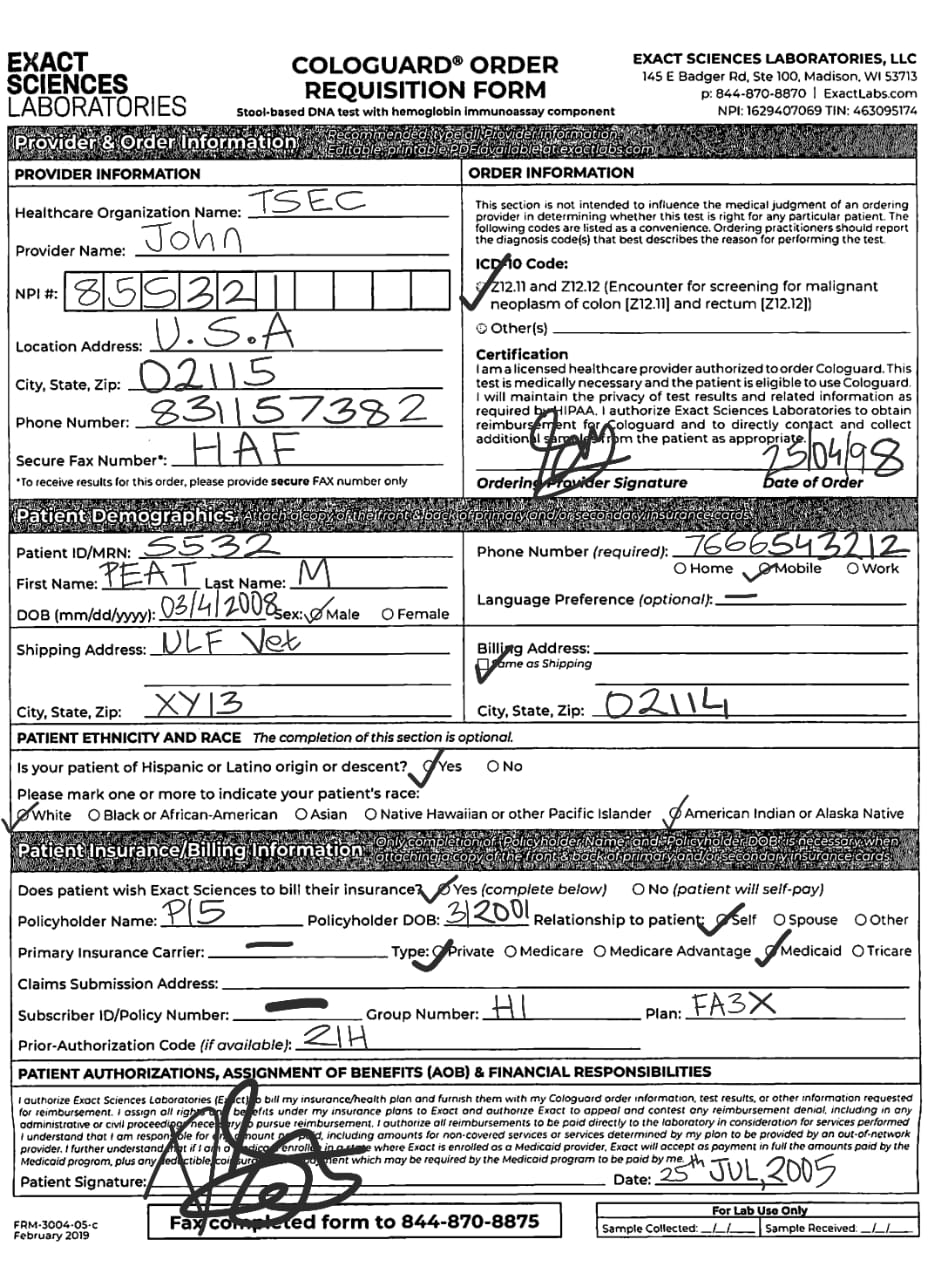 EXACT
SCIENCES
LABORATORIES
COLOGUARD® ORDER
REQUISITION FORM
Stool-based DNA test with hemoglobin immunoassay component
EXACT SCIENCES LABORATORIES, LLC
145 E Badger Rd, Ste 100, Madison, WI 53713
p: 844-870-8870 | ExactLabs.com
NPI: 1629407069 TIN: 463095174
Provider & Order Information Recommended type all Provider Information
Editable, printable PDF available at exactlabs.com
PROVIDER INFORMATION
Healthcare Organization Name: TSEC
Provider Name: John
NPI #: 85532
Location Address: U.S.A
City, State, Zip: 02115
Phone Number: 831157382
Secure Fax Number*: HAF
*To receive results for this order, please provide secure FAX number only
ORDER INFORMATION
This section is not intended to influence the medical judgment of an ordering
provider in determining whether this test is right for any particular patient. The
following codes are listed as a convenience. Ordering practitioners should report
the diagnosis code(s) that best describes the reason for performing the test.
ICD-10 Code:
Z12.11 and Z12.12 (Encounter for screening for malignant
neoplasm of colon [Z12.11] and rectum [Z12.12])
Other(s)
Certification
I am a licensed healthcare provider authorized to order Cologuard. This
test is medically necessary and the patient is eligible to use Cologuard.
I will maintain the privacy of test results and related information as
required by HIPAA. I authorize Exact Sciences Laboratories to obtain
reimbursement for Cologuard and to directly contact and collect
additional samples from the patient as appropriate.
25/04/98
Ordering Provider Signature Date of Order
Patient Demographics. Attach a copy of the front & back of primary and/or secondary insurance cards.
Patient ID/MRN: 5532
First Name: PEAT Last Name: M
DOB (mm/dd/yyyy): 03/4/2008 Sex: Male Female
Phone Number (required): 7666543212
Home Mobile Work
Language Preference (optional): —
Shipping Address: ULF Vet
City, State, Zip: XY13
Billing Address:
Same as Shipping
City, State, Zip: 02114
PATIENT ETHNICITY AND RACE The completion of this section is optional.
Is your patient of Hispanic or Latino origin or descent? Yes No
Please mark one or more to indicate your patient's race:
White Black or African-American Asian Native Hawaiian or other Pacific Islander American Indian or Alaska Native
Patient Insurance/Billing Information Only completion of Policyholder Name, and Policyholder DOB is necessary when
attaching a copy of the front & back of primary and/or secondary insurance cards
Does patient wish Exact Sciences to bill their insurance? Yes (complete below) No (patient will self-pay)
Policyholder Name: P15 Policyholder DOB: 3/2001 Relationship to patient: Self Spouse Other
Primary Insurance Carrier: — Type: Private Medicare Medicare Advantage Medicaid Tricare
Claims Submission Address:
Subscriber ID/Policy Number: — Group Number: H1 Plan: FA3X
Prior-Authorization Code (if available): 21H
PATIENT AUTHORIZATIONS, ASSIGNMENT OF BENEFITS (AOB) & FINANCIAL RESPONSIBILITIES
I authorize Exact Sciences Laboratories (Exact) to bill my insurance/health plan and furnish them with my Cologuard order information, test results, or other information requested
for reimbursement. I assign all rights and benefits under my insurance plans to Exact and authorize Exact to appeal and contest any reimbursement denial, including in any
administrative or civil proceedings necessary to pursue reimbursement. I authorize all reimbursements to be paid directly to the laboratory in consideration for services performed
I understand that I am responsible for any amount not paid, including amounts for non-covered services or services determined by my plan to be provided by an out-of-network
provider. I further understand that if I am a Medicaid enrollee in a state where Exact is enrolled as a Medicaid provider, Exact will accept as payment in full the amounts paid by the
Medicaid program, plus any deductible, coinsurance or copayment which may be required by the Medicaid program to be paid by me.
Patient Signature: Date: 25th JUL, 2005
FRM-3004-05-c
February 2019
Fax completed form to 844-870-8875
For Lab Use Only
Sample Collected: _/_/_ Sample Received: _/_/_